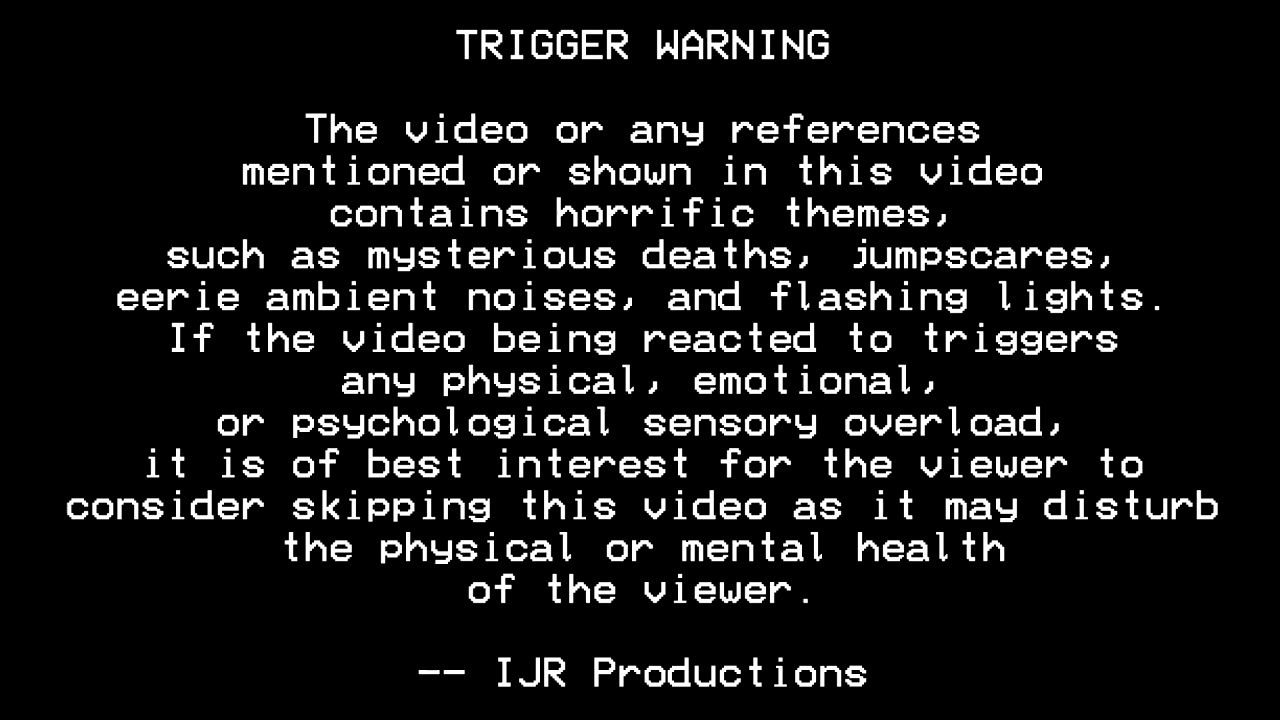 TRIGGER WARNING
The video or any references
mentioned or shown in this video
contains horrific themes,
such as mysterious deaths, jumpscares,
eerie ambient noises, and flashing lights.
If the video being reacted to triggers
any physical, emotional,
or psychological sensory overload,
it is of best interest for the viewer to
consider skipping this video as it may disturb
the physical or mental health
of the viewer.
-- IJR Productions